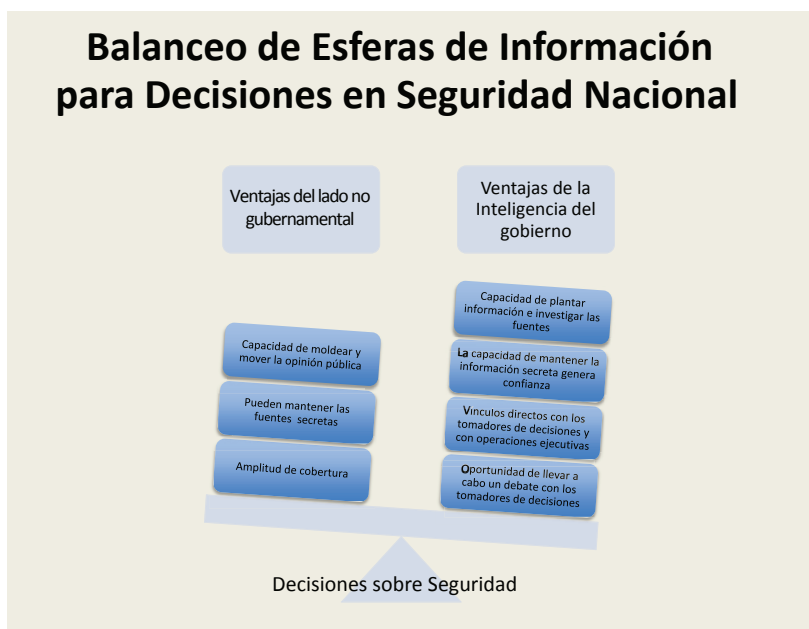 Balanceo de Esferas de Información
para Decisiones en Seguridad Nacional
Ventajas del lado no
gubernamental
Ventajas de la
Inteligencia del
gobierno
Capacidad de moldear y
mover la opinión pública
Pueden mantener las
fuentes secretas
Amplitud de cobertura
Capacidad de plantar
información e investigar las
fuentes
La capacidad de mantener la
información secreta genera
confianza
Vinculos directos con los
tomadores de decisiones y
con operaciones ejecutivas
Oportunidad de llevar a
cabo un debate con los
tomadores de decisiones
Decisiones sobre Seguridad